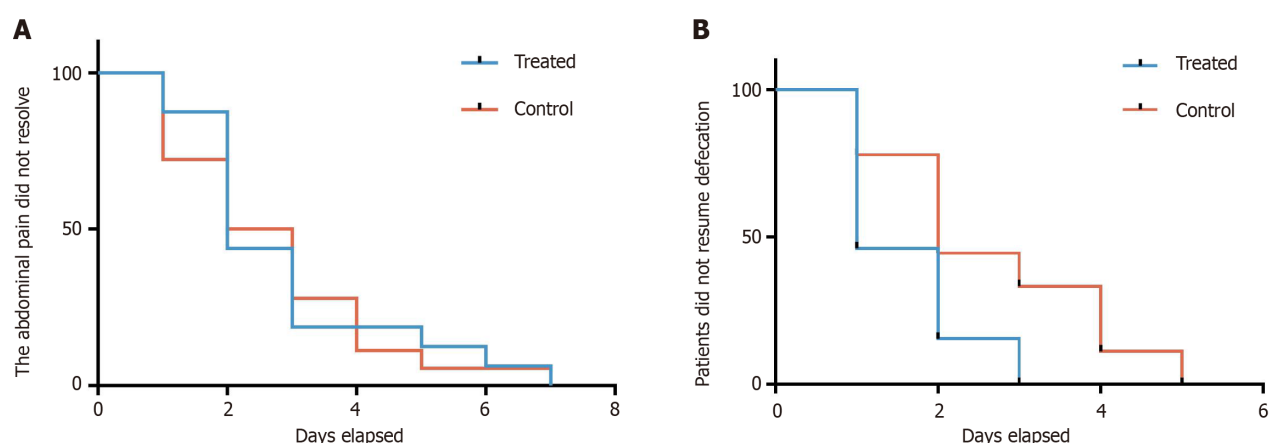 A
The abdominal pain did not resolve
100
50
0
0
2
4
6
8
Days elapsed
Treated
Control
B
Patients did not resume defecation
100
50
0
0
2
4
6
Days elapsed
Treated
Control